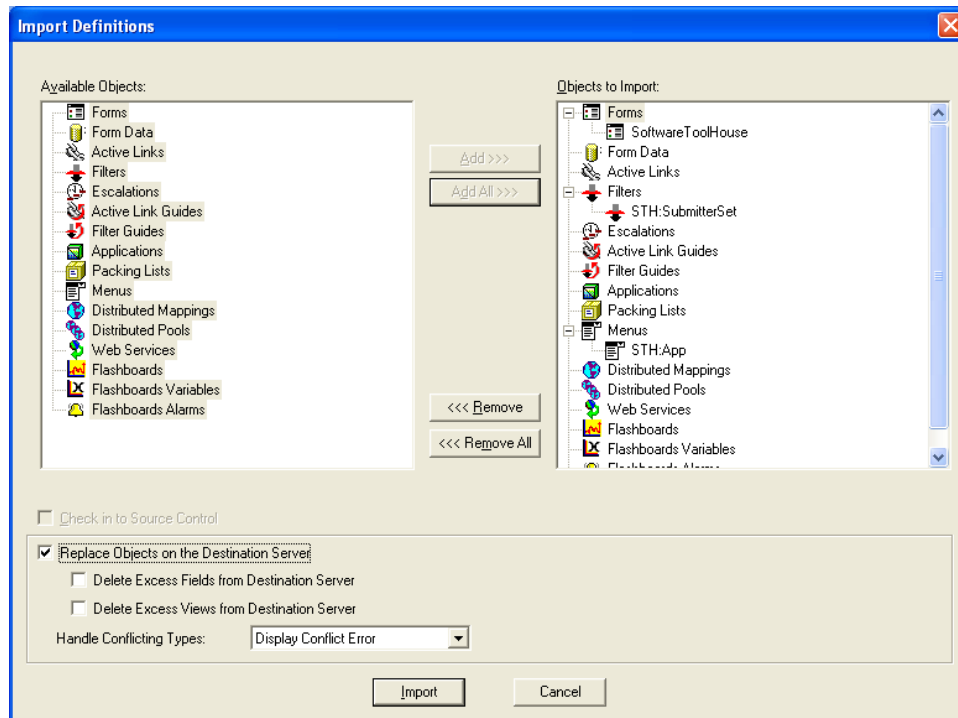 Import Definitions
Available Objects:
Forms
Form Data
Active Links
Filters
Escalations
Active Link Guides
Filter Guides
Applications
Packing Lists
Menus
Distributed Mappings
Distributed Pools
Web Services
Flashboards
Flashboards Variables
Flashboards Alarms
Add >>>
Add All >>>
<<< Remove
<<< Remove All
Objects to Import:
Forms
SoftwareToolHouse
Form Data
Active Links
Filters
STH:SubmitterSet
Escalations
Active Link Guides
Filter Guides
Applications
Packing Lists
Menus
STH:App
Distributed Mappings
Distributed Pools
Web Services
Flashboards
Flashboards Variables
Flashboards Alarms
Check in to Source Control
Replace Objects on the Destination Server
Delete Excess Fields from Destination Server
Delete Excess Views from Destination Server
Handle Conflicting Types: Display Conflict Error
Import Cancel